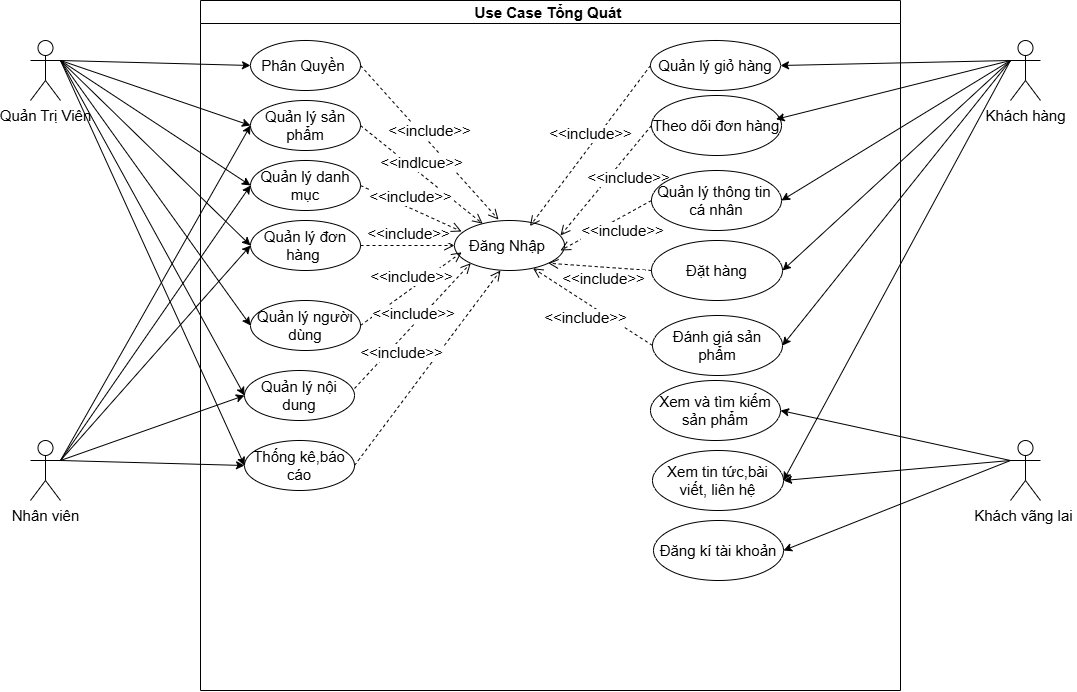 Use Case Tổng Quát
Quản Trị Viên
Nhân viên
Phân Quyền
Quản lý sản
phẩm
Quản lý danh
mục
Quản lý đơn
hàng
Quản lý người
dùng
Quản lý nội
dung
Thống kê,báo
cáo
<<include>>
<<indlcue>>
<<include>>
<<include>>
<<include>>
<<include>>
<<include>>
Đăng Nhập
<<include>>
<<include>>
<<include>>
<<include>>
<<include>>
Quản lý giỏ hàng
Theo dõi đơn hàng
Quản lý thông tin
cá nhân
Đặt hàng
Đánh giá sản
phẩm
Xem và tìm kiếm
sản phẩm
Xem tin tức,bài
viết, liên hệ
Đăng kí tài khoản
Khách hàng
Khách vãng lai